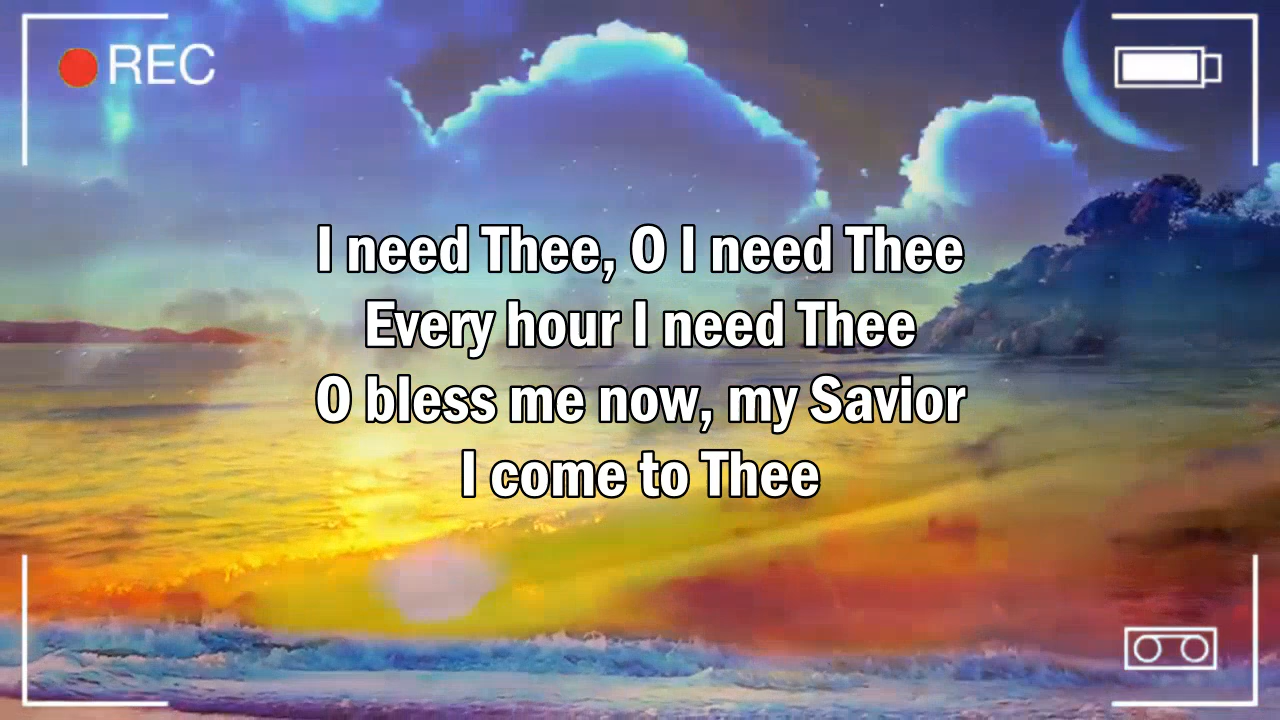 REC
I need Thee, O I need Thee
Every hour I need Thee
O bless me now, my Savior
I come to Thee